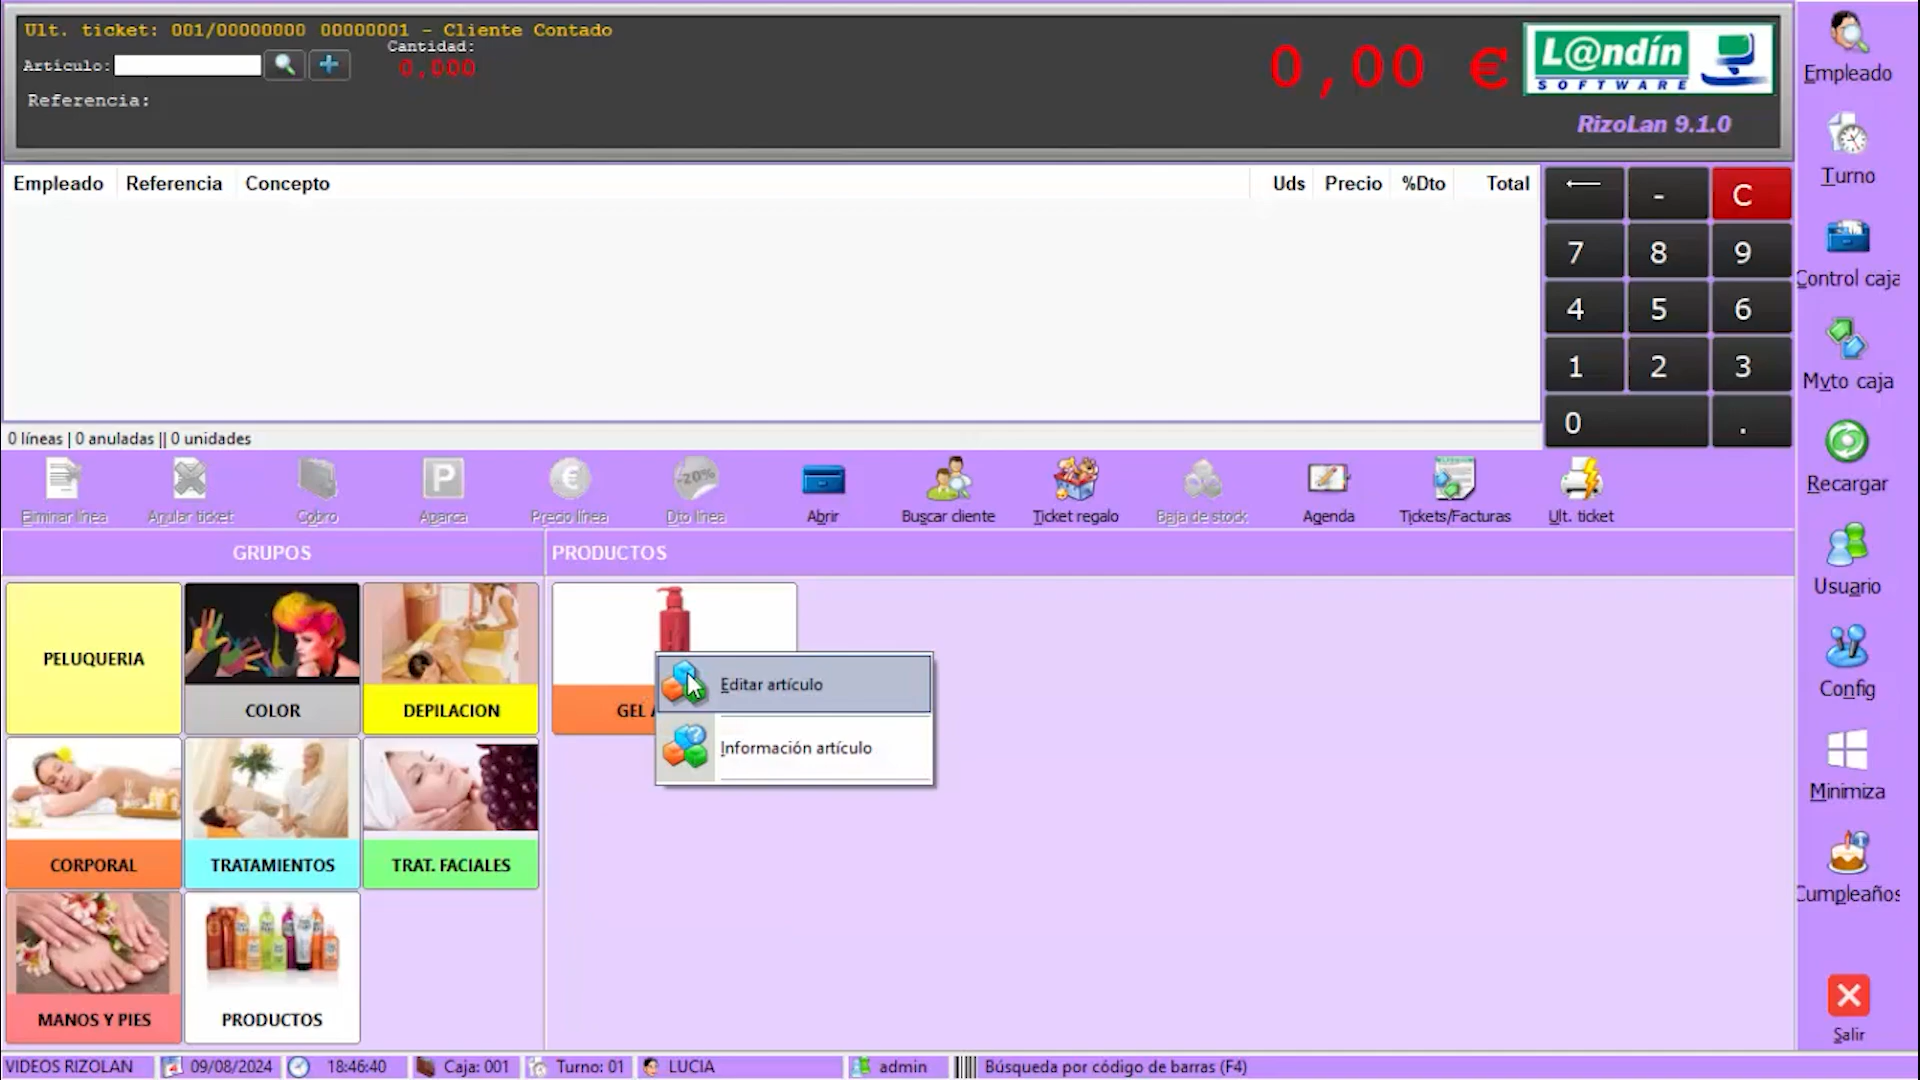 Ult. ticket: 001/00000000 00000001 - Cliente Contado
Artículo:
Cantidad:
0,000
Referencia:
0,00 €
L@ndín
SOFTWARE
RizoLan 9.1.0
Empleado
Turno
Control caja
Mvto caja
Recargar
Usuario
Config
Minimiza
Cumpleaños
Salir
Empleado Referencia Concepto Uds Precio %Dto Total
- C
7 8 9
4 5 6
1 2 3
0 .
0 líneas | 0 anuladas || 0 unidades
P € -20%
Eliminar línea Anular ticket Cobro Aparca Precio línea Dto línea Abrir Buscar cliente Ticket regalo Baja de stock Agenda Tickets/Facturas Ult. ticket
GRUPOS PRODUCTOS
PELUQUERIA COLOR DEPILACION
CORPORAL TRATAMIENTOS TRAT. FACIALES
MANOS Y PIES PRODUCTOS
GEL
Editar artículo
Información artículo
VIDEOS RIZOLAN 09/08/2024 18:46:40 Caja: 001 Turno: 01 LUCIA admin Búsqueda por código de barras (F4)